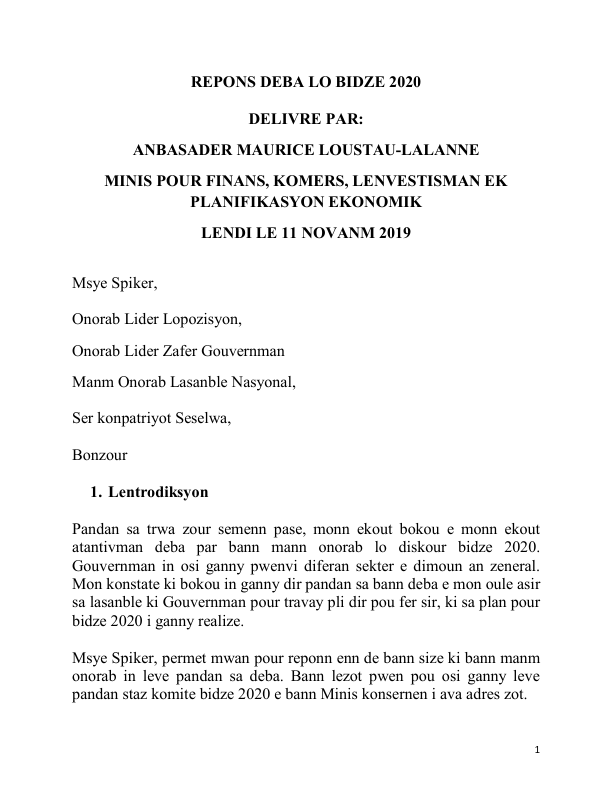 REPONS DEBA LO BIDZE 2020
DELIVRE PAR:
ANBASADER MAURICE LOUSTAU-LALANNE
MINIS POUR FINANS, KOMERS, LENVESTISMAN EK
PLANIFIKASYON EKONOMIK
LENDI LE 11 NOVANM 2019
Msye Spiker,
Onorab Lider Lopozisyon,
Onorab Lider Zafer Gouvernman
Manm Onorab Lasanble Nasyonal,
Ser konpatriyot Seselwa,
Bonzour
1. Lentrodiksyon
Pandan sa trwa zour semenn pase, monn ekout bokou e monn ekout
atantivman deba par bann mann onorab lo diskour bidze 2020.
Gouvernman in osi ganny pwenvi diferan sekter e dimoun an zeneral.
Mon konstate ki bokou in ganny dir pandan sa bann deba e mon oule asir
sa lasanble ki Gouvernman pour travay pli dir pou fer sir, ki sa plan pour
bidze 2020 i ganny realize.
Msye Spiker, permet mwan pour reponn enn de bann size ki bann manm
onorab in leve pandan sa deba. Bann lezot pwen pou osi ganny leve
pandan staz komite bidze 2020 e bann Minis konsernen i ava adres zot.
1